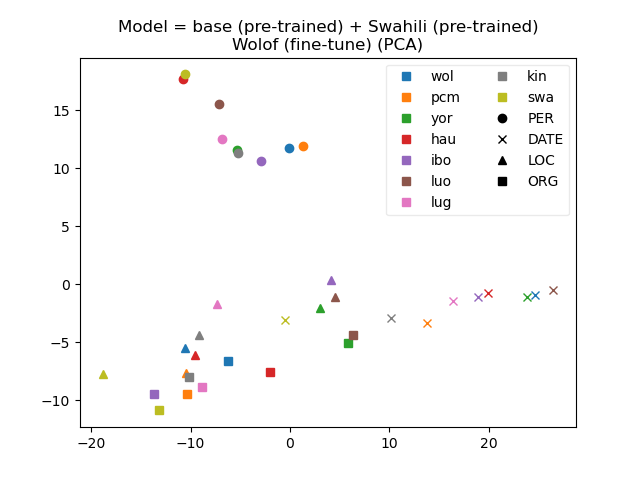 Model = base (pre-trained) + Swahili (pre-trained)
Wolof (fine-tune) (PCA)
wol
pcm
yor
hau
ibo
luo
lug
kin
swa
PER
DATE
LOC
ORG
15
10
5
0
−5
−10
−20
−10
0
10
20